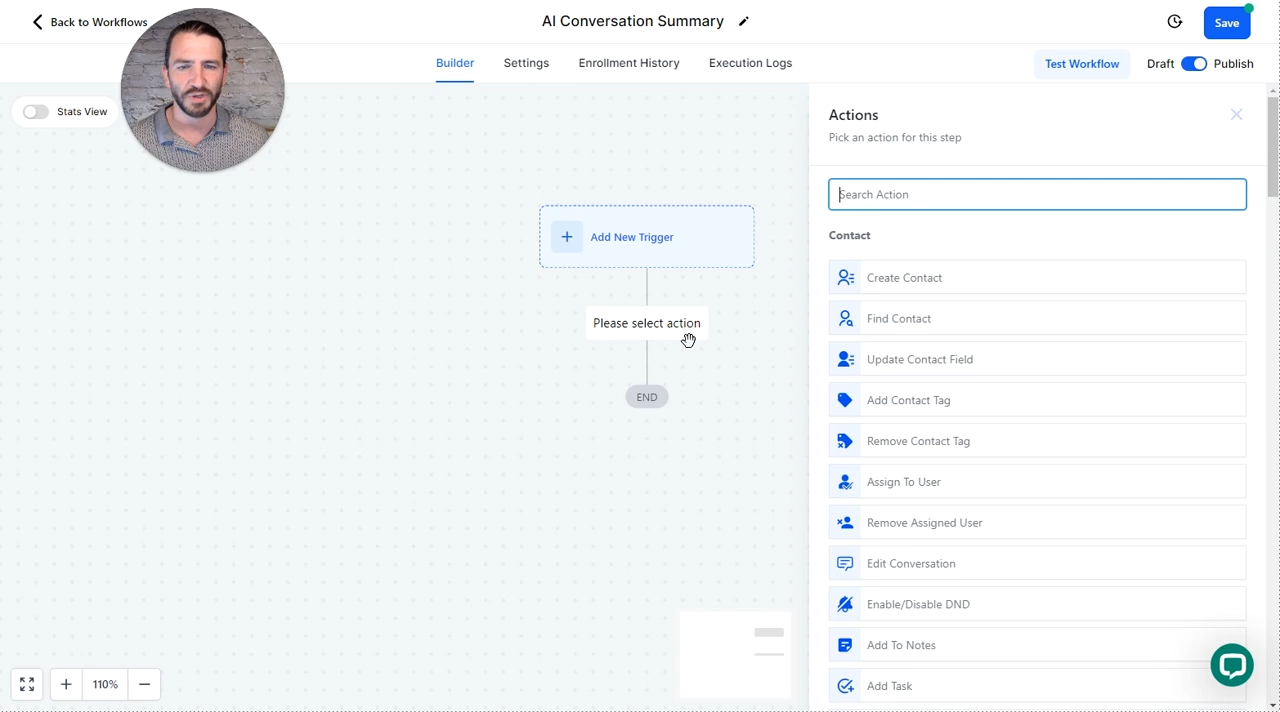 Back to Workflows
AI Conversation Summary
Save
Builder
Settings
Enrollment History
Execution Logs
Test Workflow
Draft
Publish
Stats View
Actions
Pick an action for this step
Search Action
Add New Trigger
Contact
Create Contact
Find Contact
Please select action
Update Contact Field
END
Add Contact Tag
Remove Contact Tag
Assign To User
Remove Assigned User
Edit Conversation
Enable/Disable DND
Add To Notes
Add Task
110%